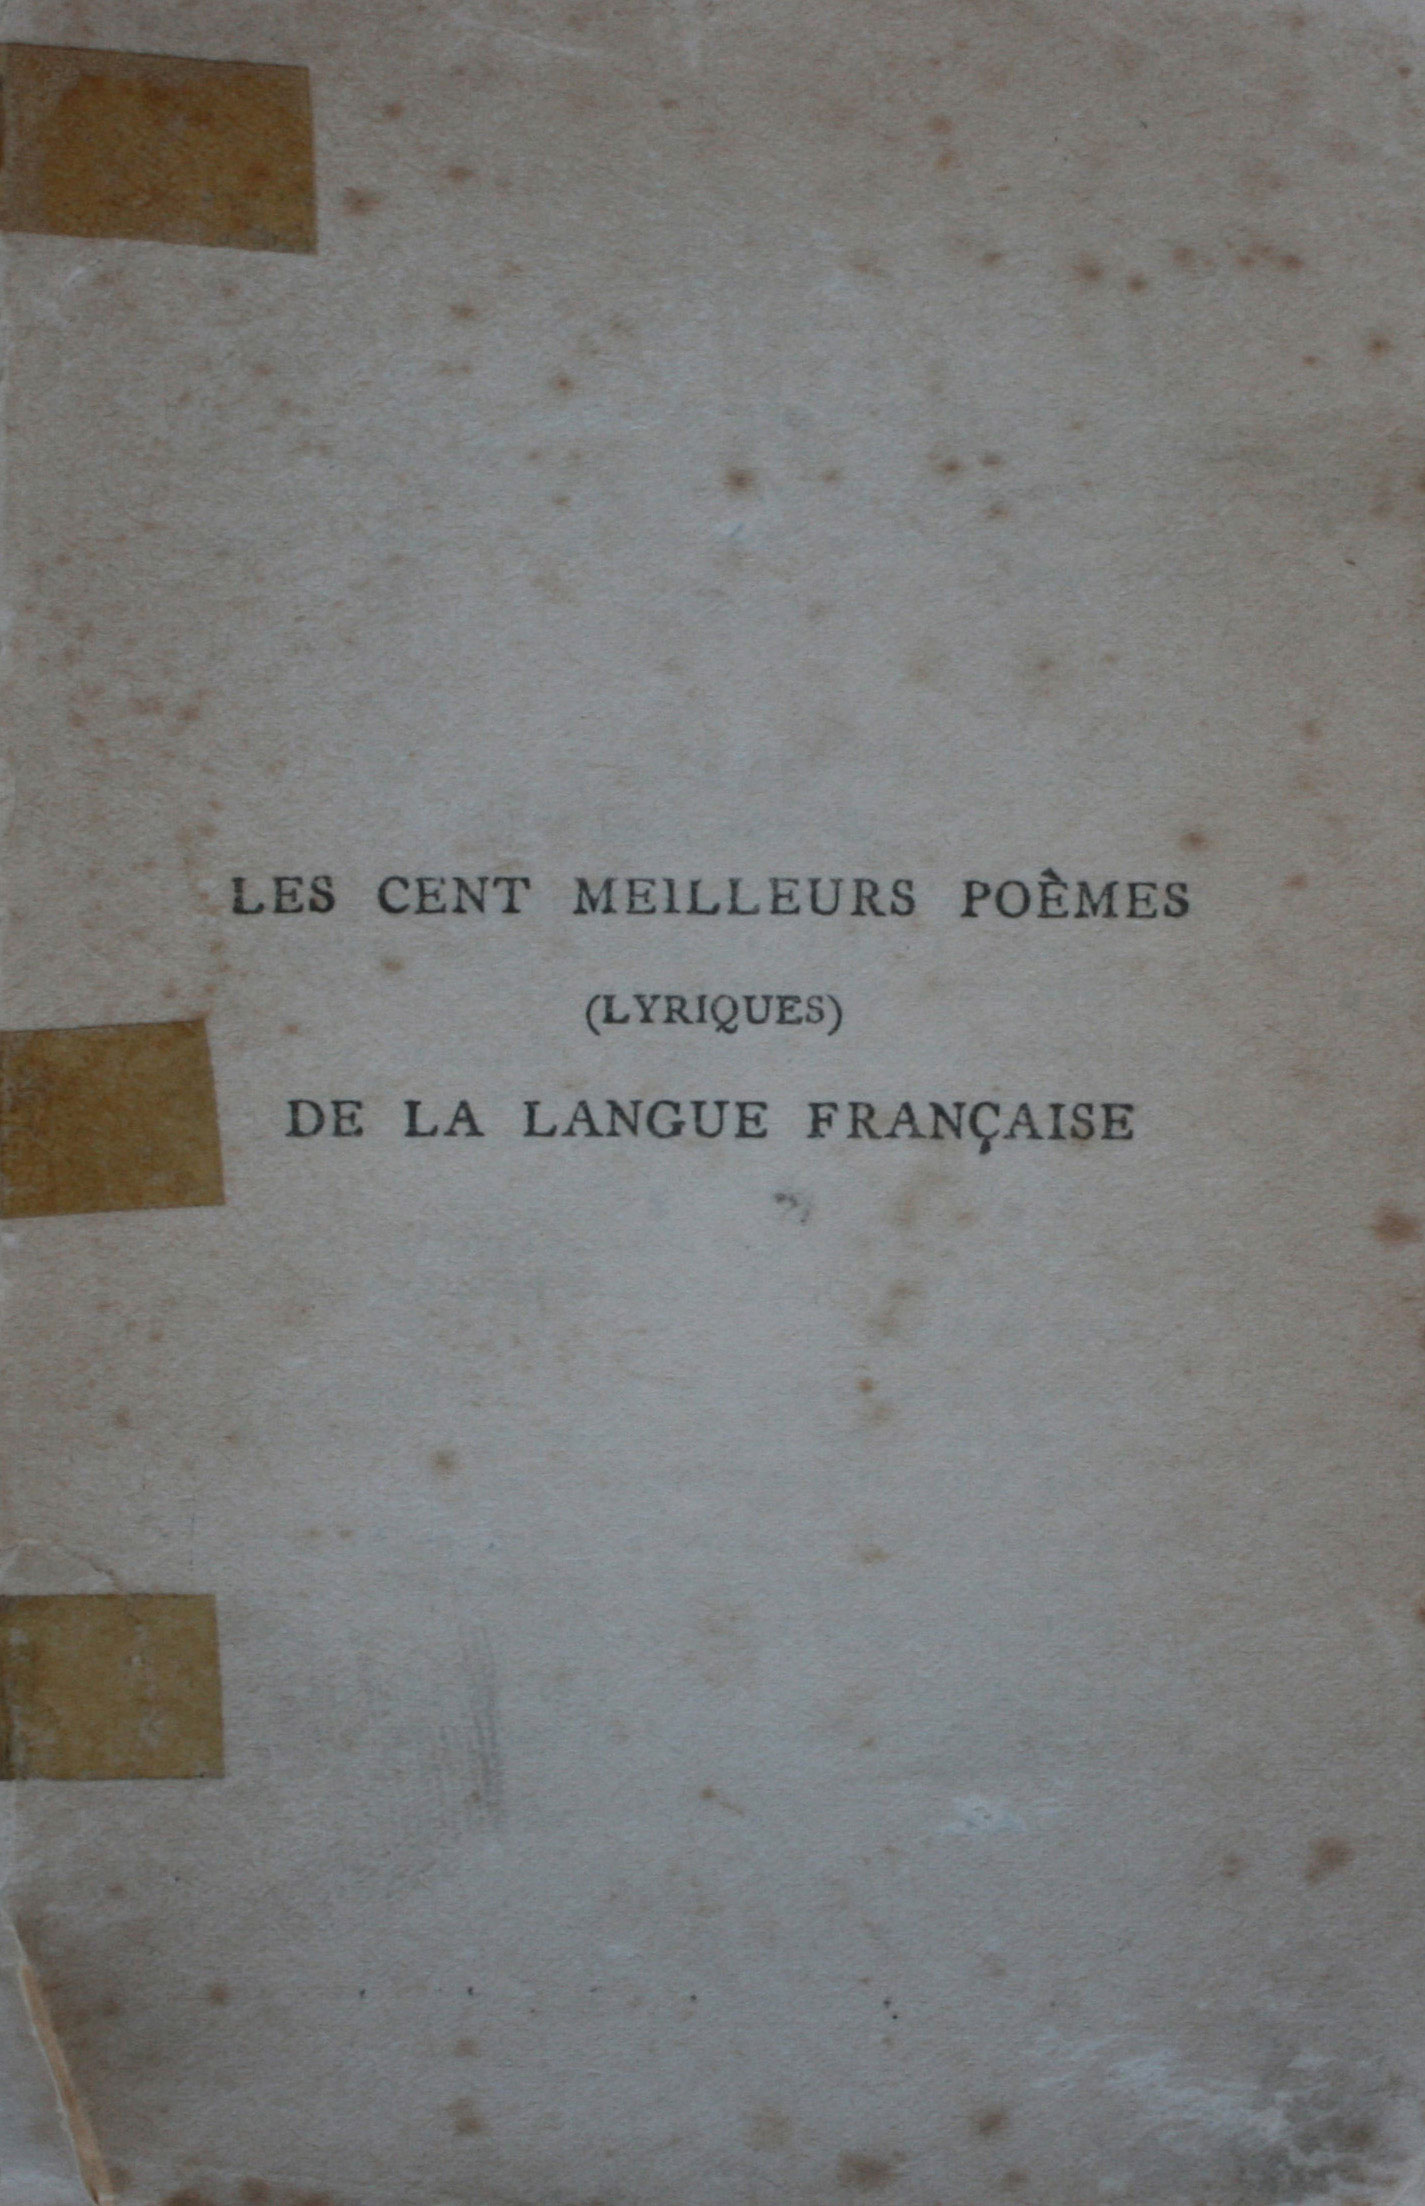 LES CENT MEILLEURS POÈMES
(LYRIQUES)
DE LA LANGUE FRANÇAISE